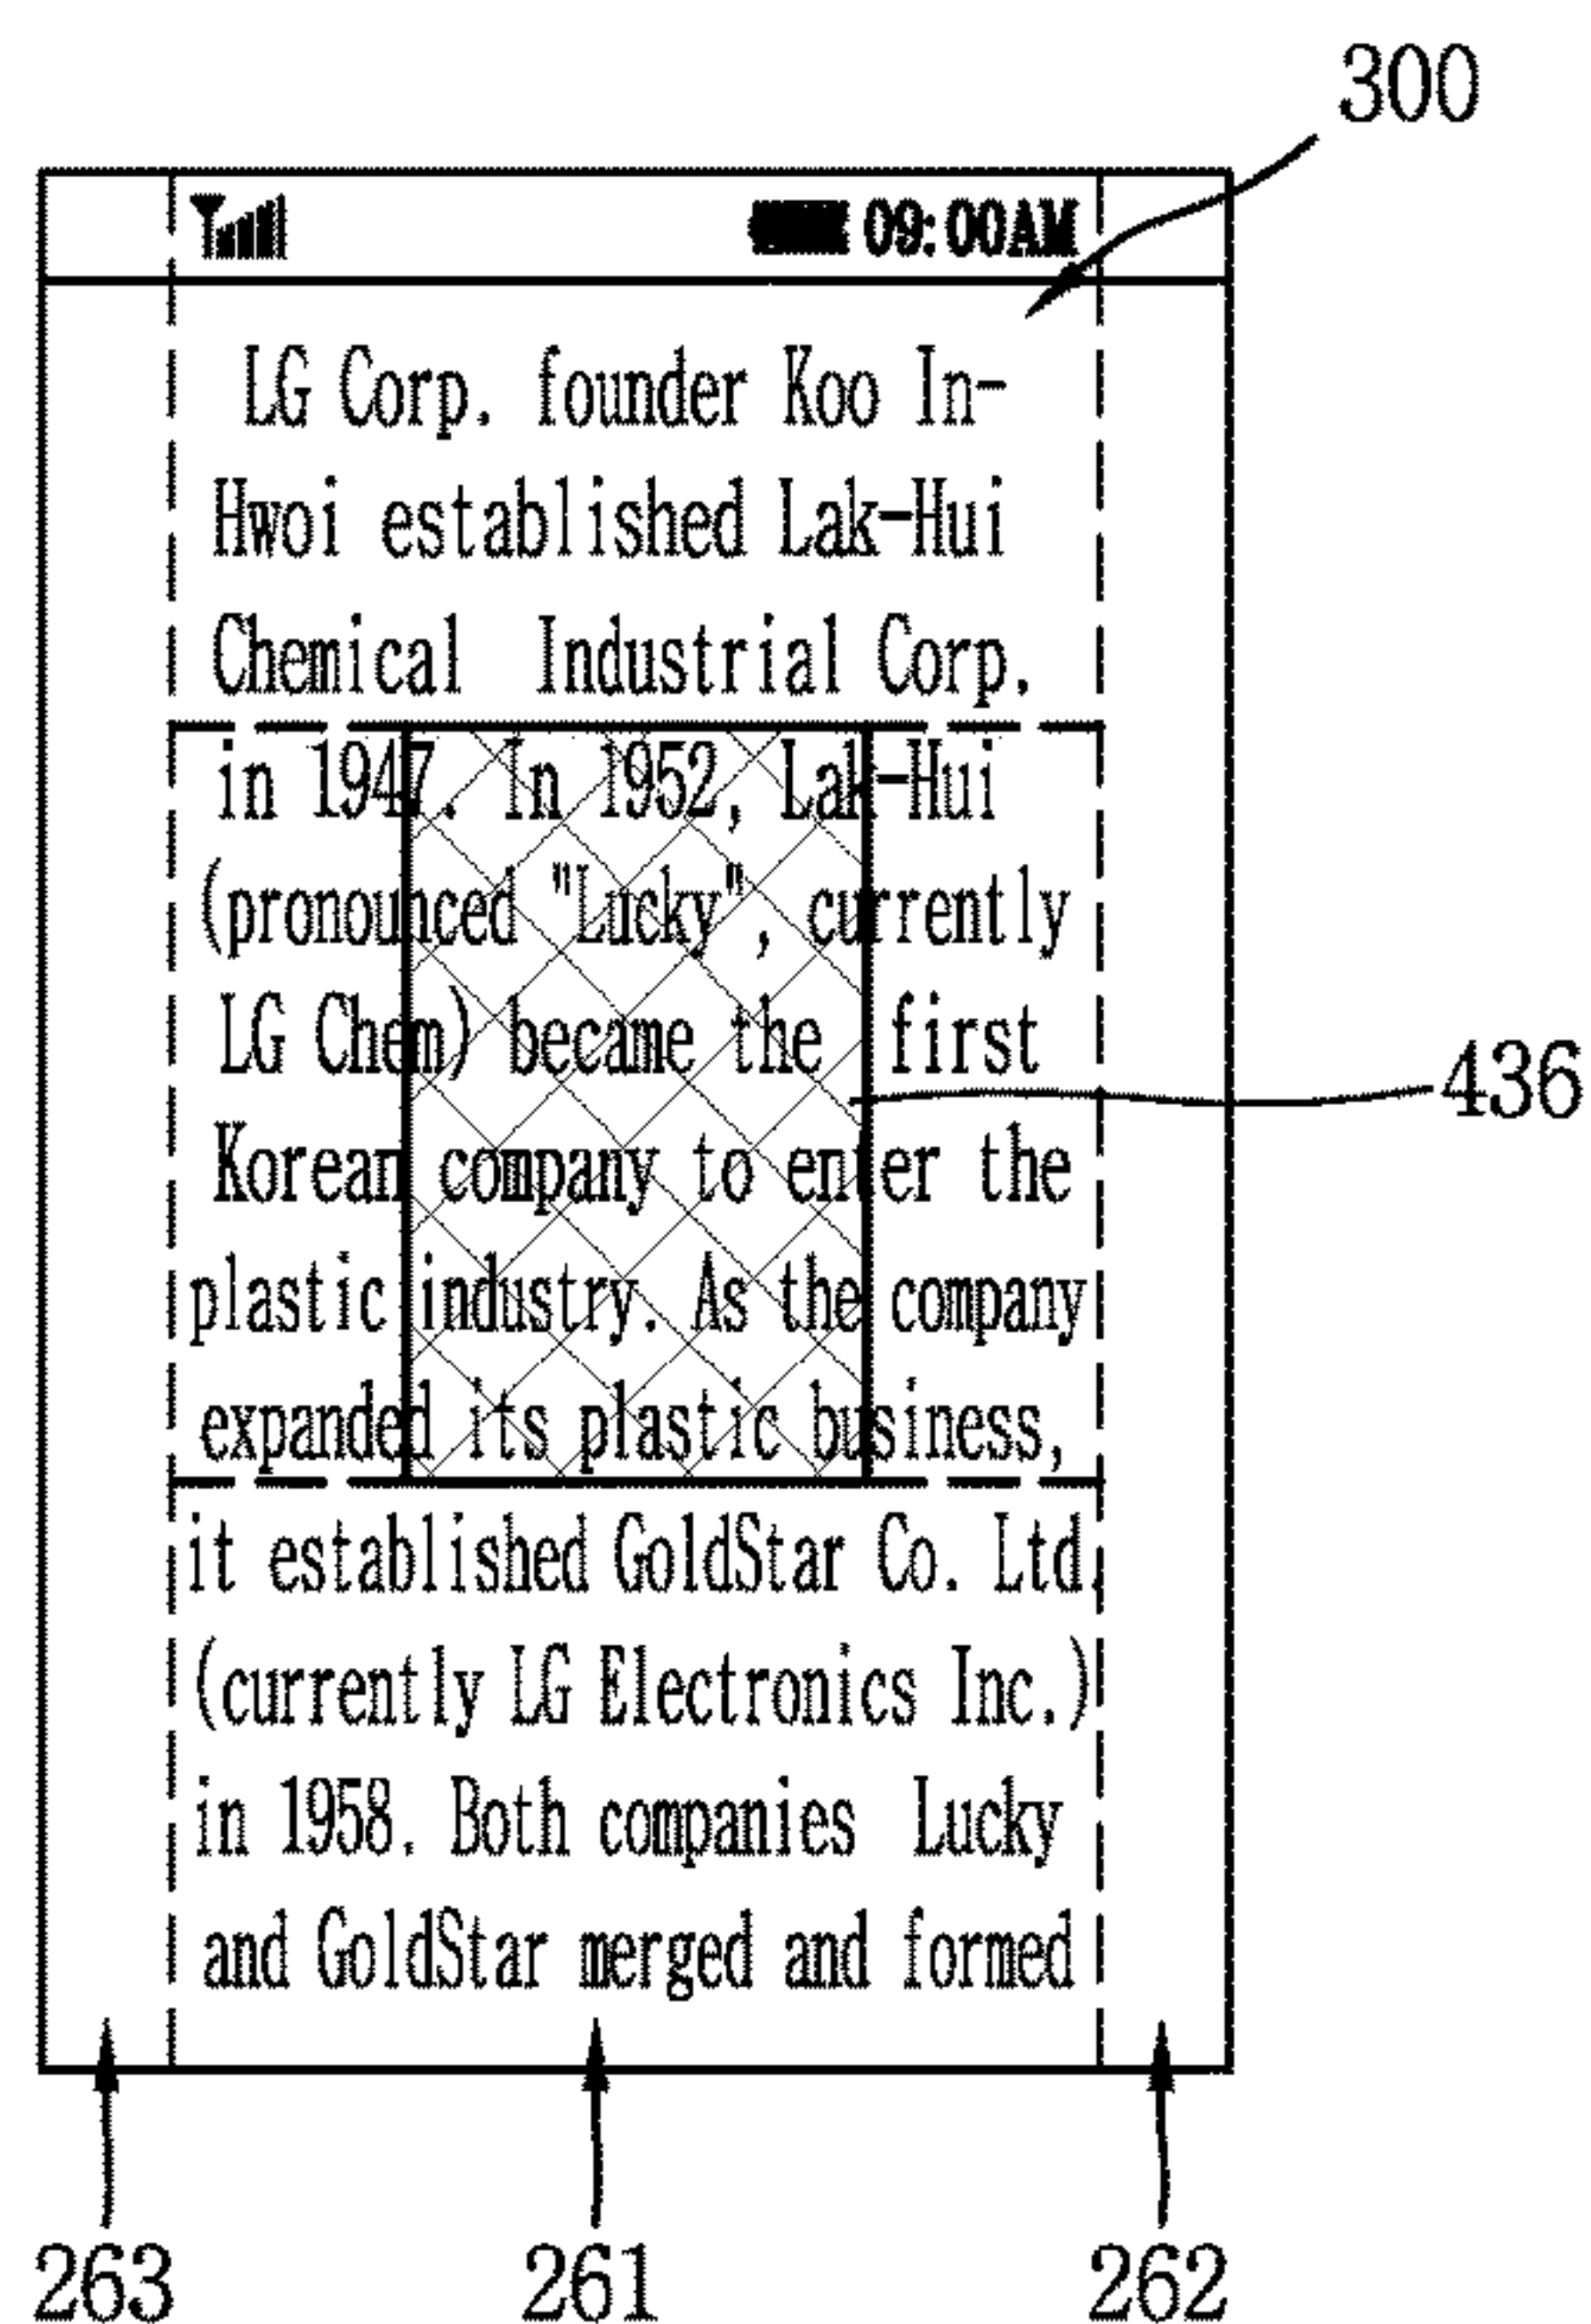 300
09:00AM
LG Corp. founder Koo In-
Hwoi established Lak-Hui
Chemical Industrial Corp.
in 1947. In 1952, Lak-Hui
(pronounced "Lucky", currently
LG Chem) became the first
436
Korean company to enter the
plastic industry. As the company
expanded its plastic business,
it established GoldStar Co. Ltd.
(currently LG Electronics Inc.)
in 1958. Both companies Lucky
and GoldStar merged and formed
263 261 262